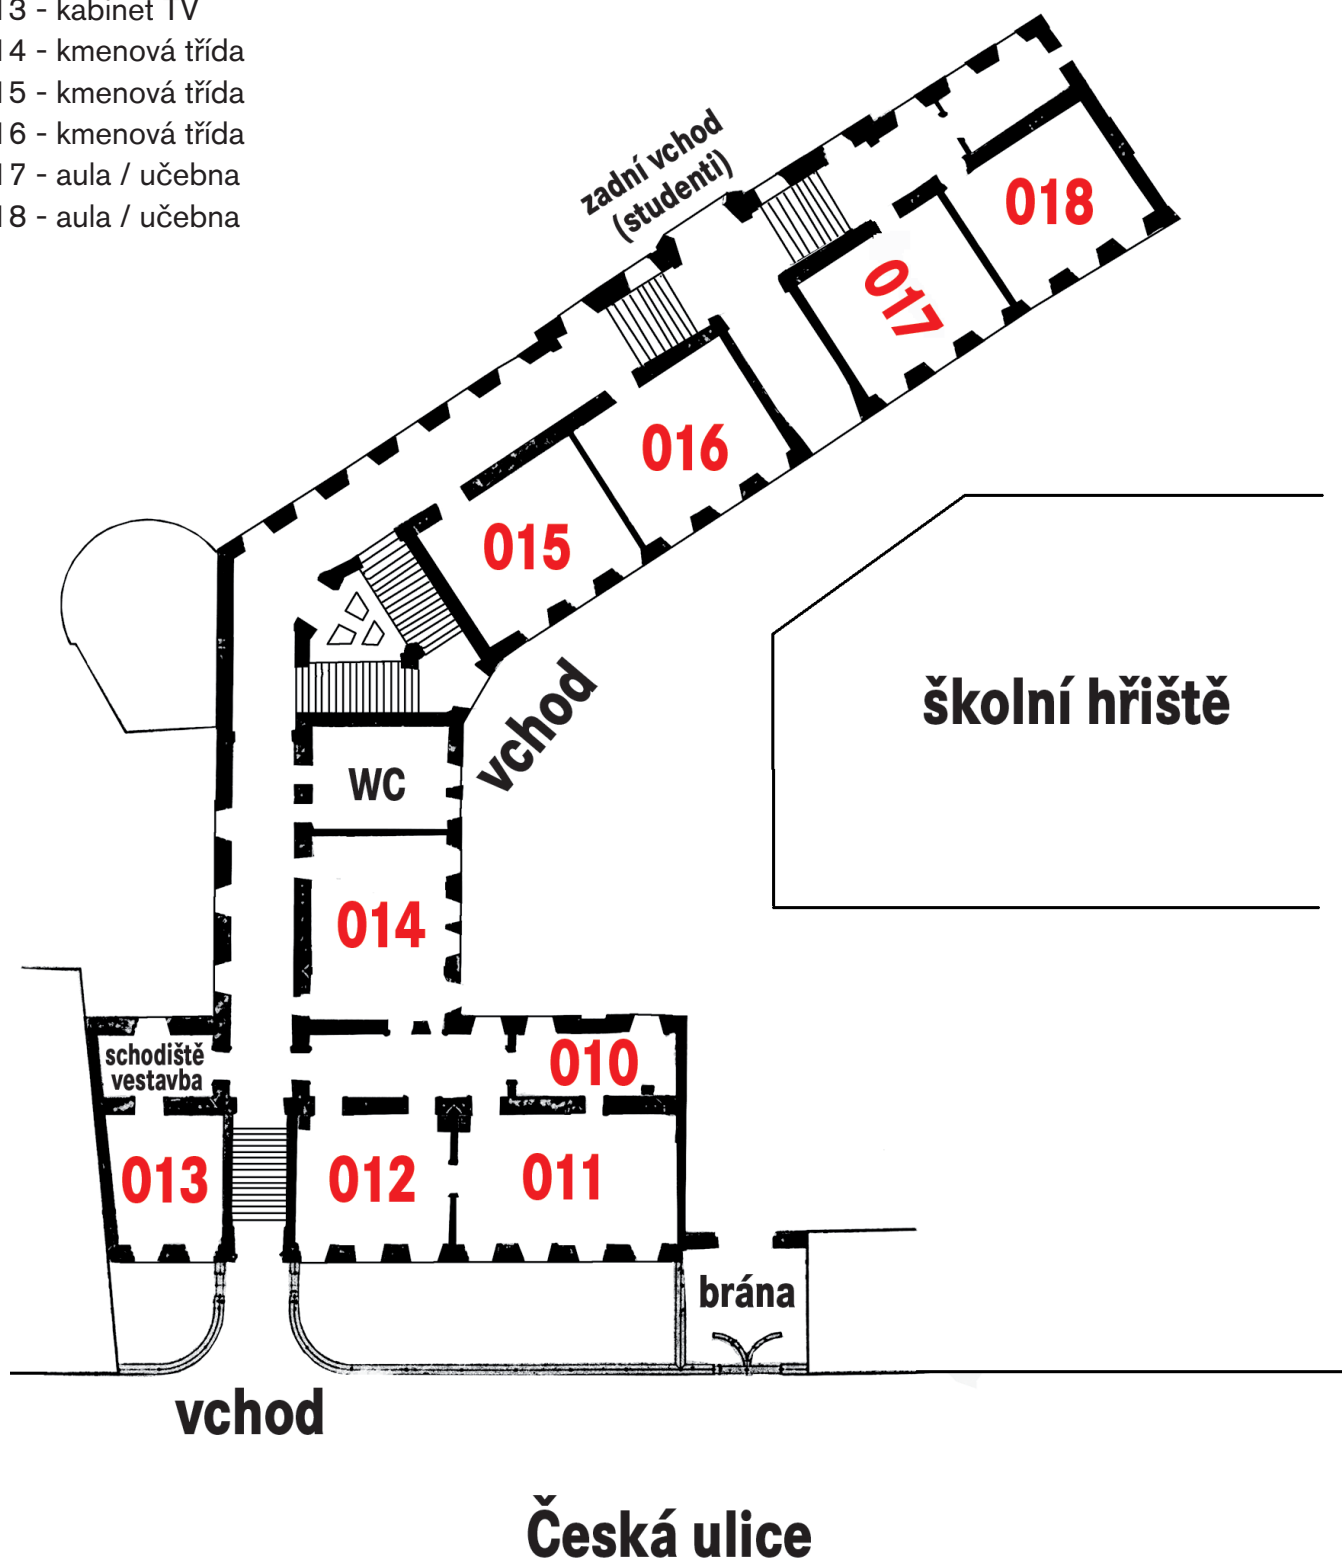 13 - kabinet TV
14 - kmenová třída
15 - kmenová třída
16 - kmenová třída
17 - aula / učebna
18 - aula / učebna
zadní vchod
(studenti)
018
017
016
015
školní hřiště
vchod
WC
014
schodiště
vestavba
010
013
012
011
brána
vchod
Česká ulice